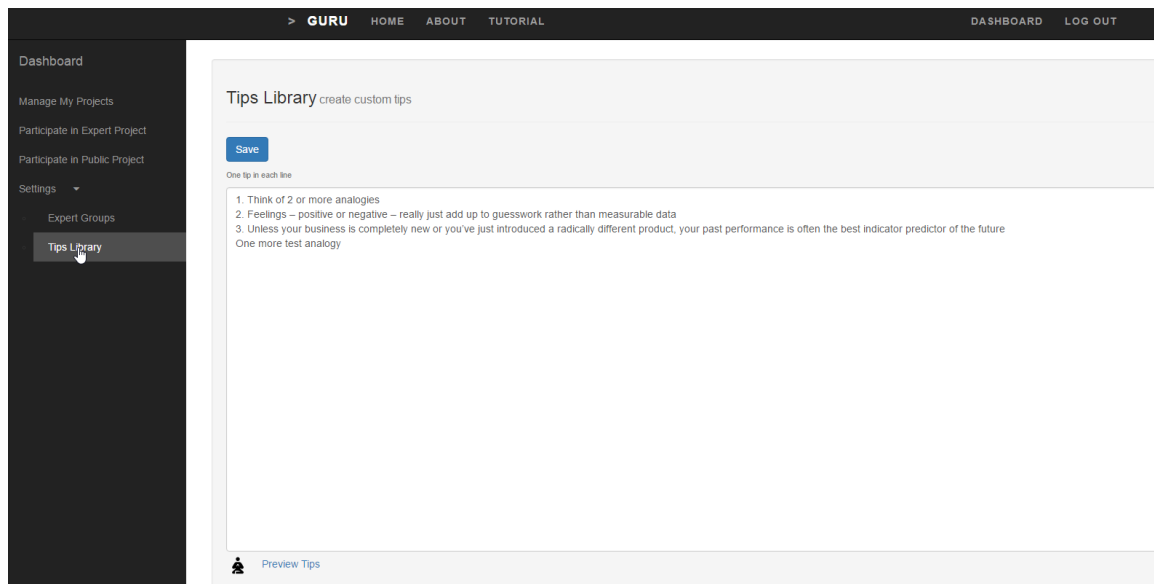 > GURU HOME ABOUT TUTORIAL DASHBOARD LOG OUT
Dashboard
Manage My Projects
Participate in Expert Project
Participate in Public Project
Settings
Expert Groups
Tips Library
Tips Library create custom tips
Save
One tip in each line
1. Think of 2 or more analogies
2. Feelings – positive or negative – really just add up to guesswork rather than measurable data
3. Unless your business is completely new or you've just introduced a radically different product, your past performance is often the best indicator predictor of the future
One more test analogy
Preview Tips